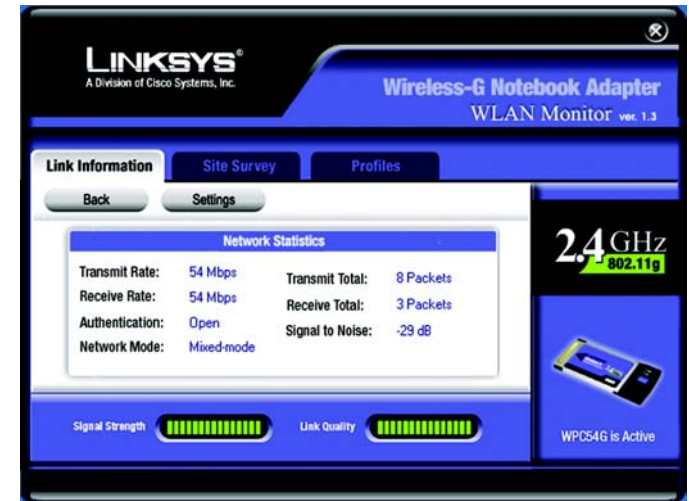 LINKSYS®
A Division of Cisco Systems, Inc.
Wireless-G Notebook Adapter
WLAN Monitor ver. 1.3
Link Information
Site Survey
Profiles
Back
Settings
Network Statistics
Transmit Rate: 54 Mbps
Receive Rate: 54 Mbps
Authentication: Open
Network Mode: Mixed-mode
Transmit Total: 8 Packets
Receive Total: 3 Packets
Signal to Noise: -29 dB
2.4 GHz
802.11g
Signal Strength
Link Quality
WPC54G is Active